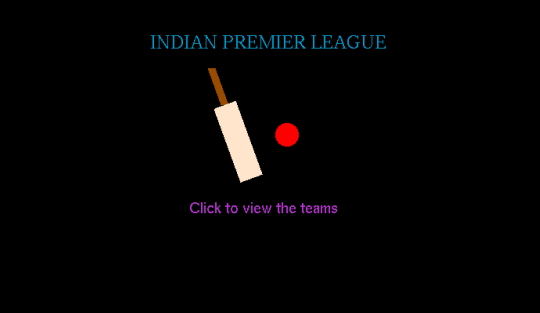 INDIAN PREMIER LEAGUE
Click to view the teams